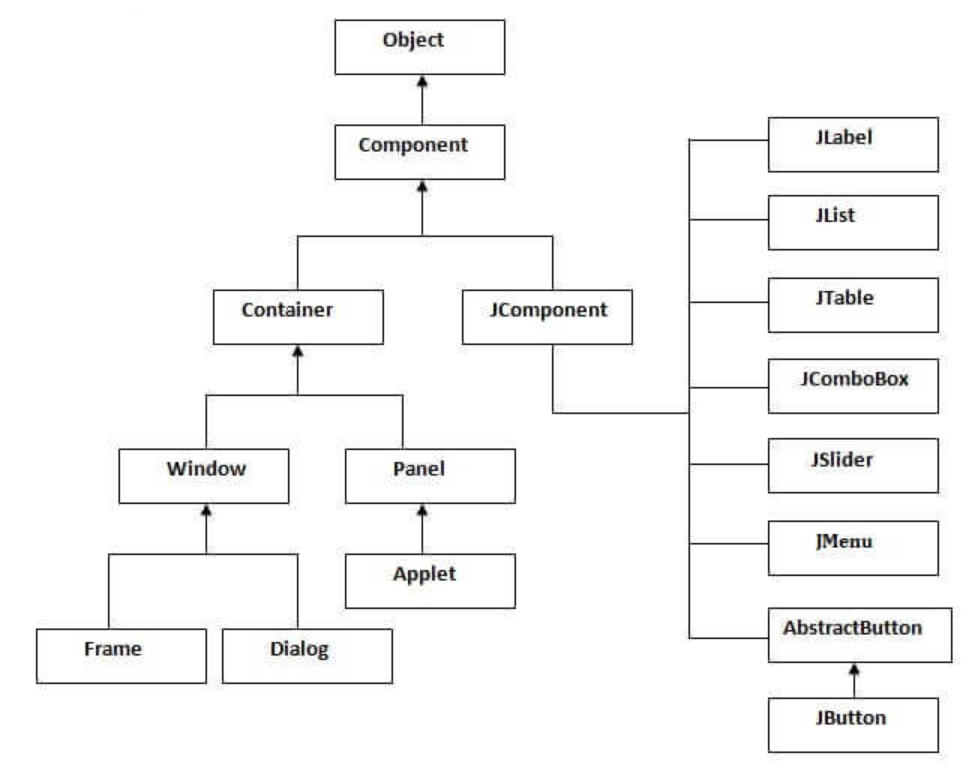 Object
Component
Container
JComponent
Window
Panel
Applet
Frame
Dialog
JLabel
JList
JTable
JComboBox
JSlider
JMenu
AbstractButton
JButton